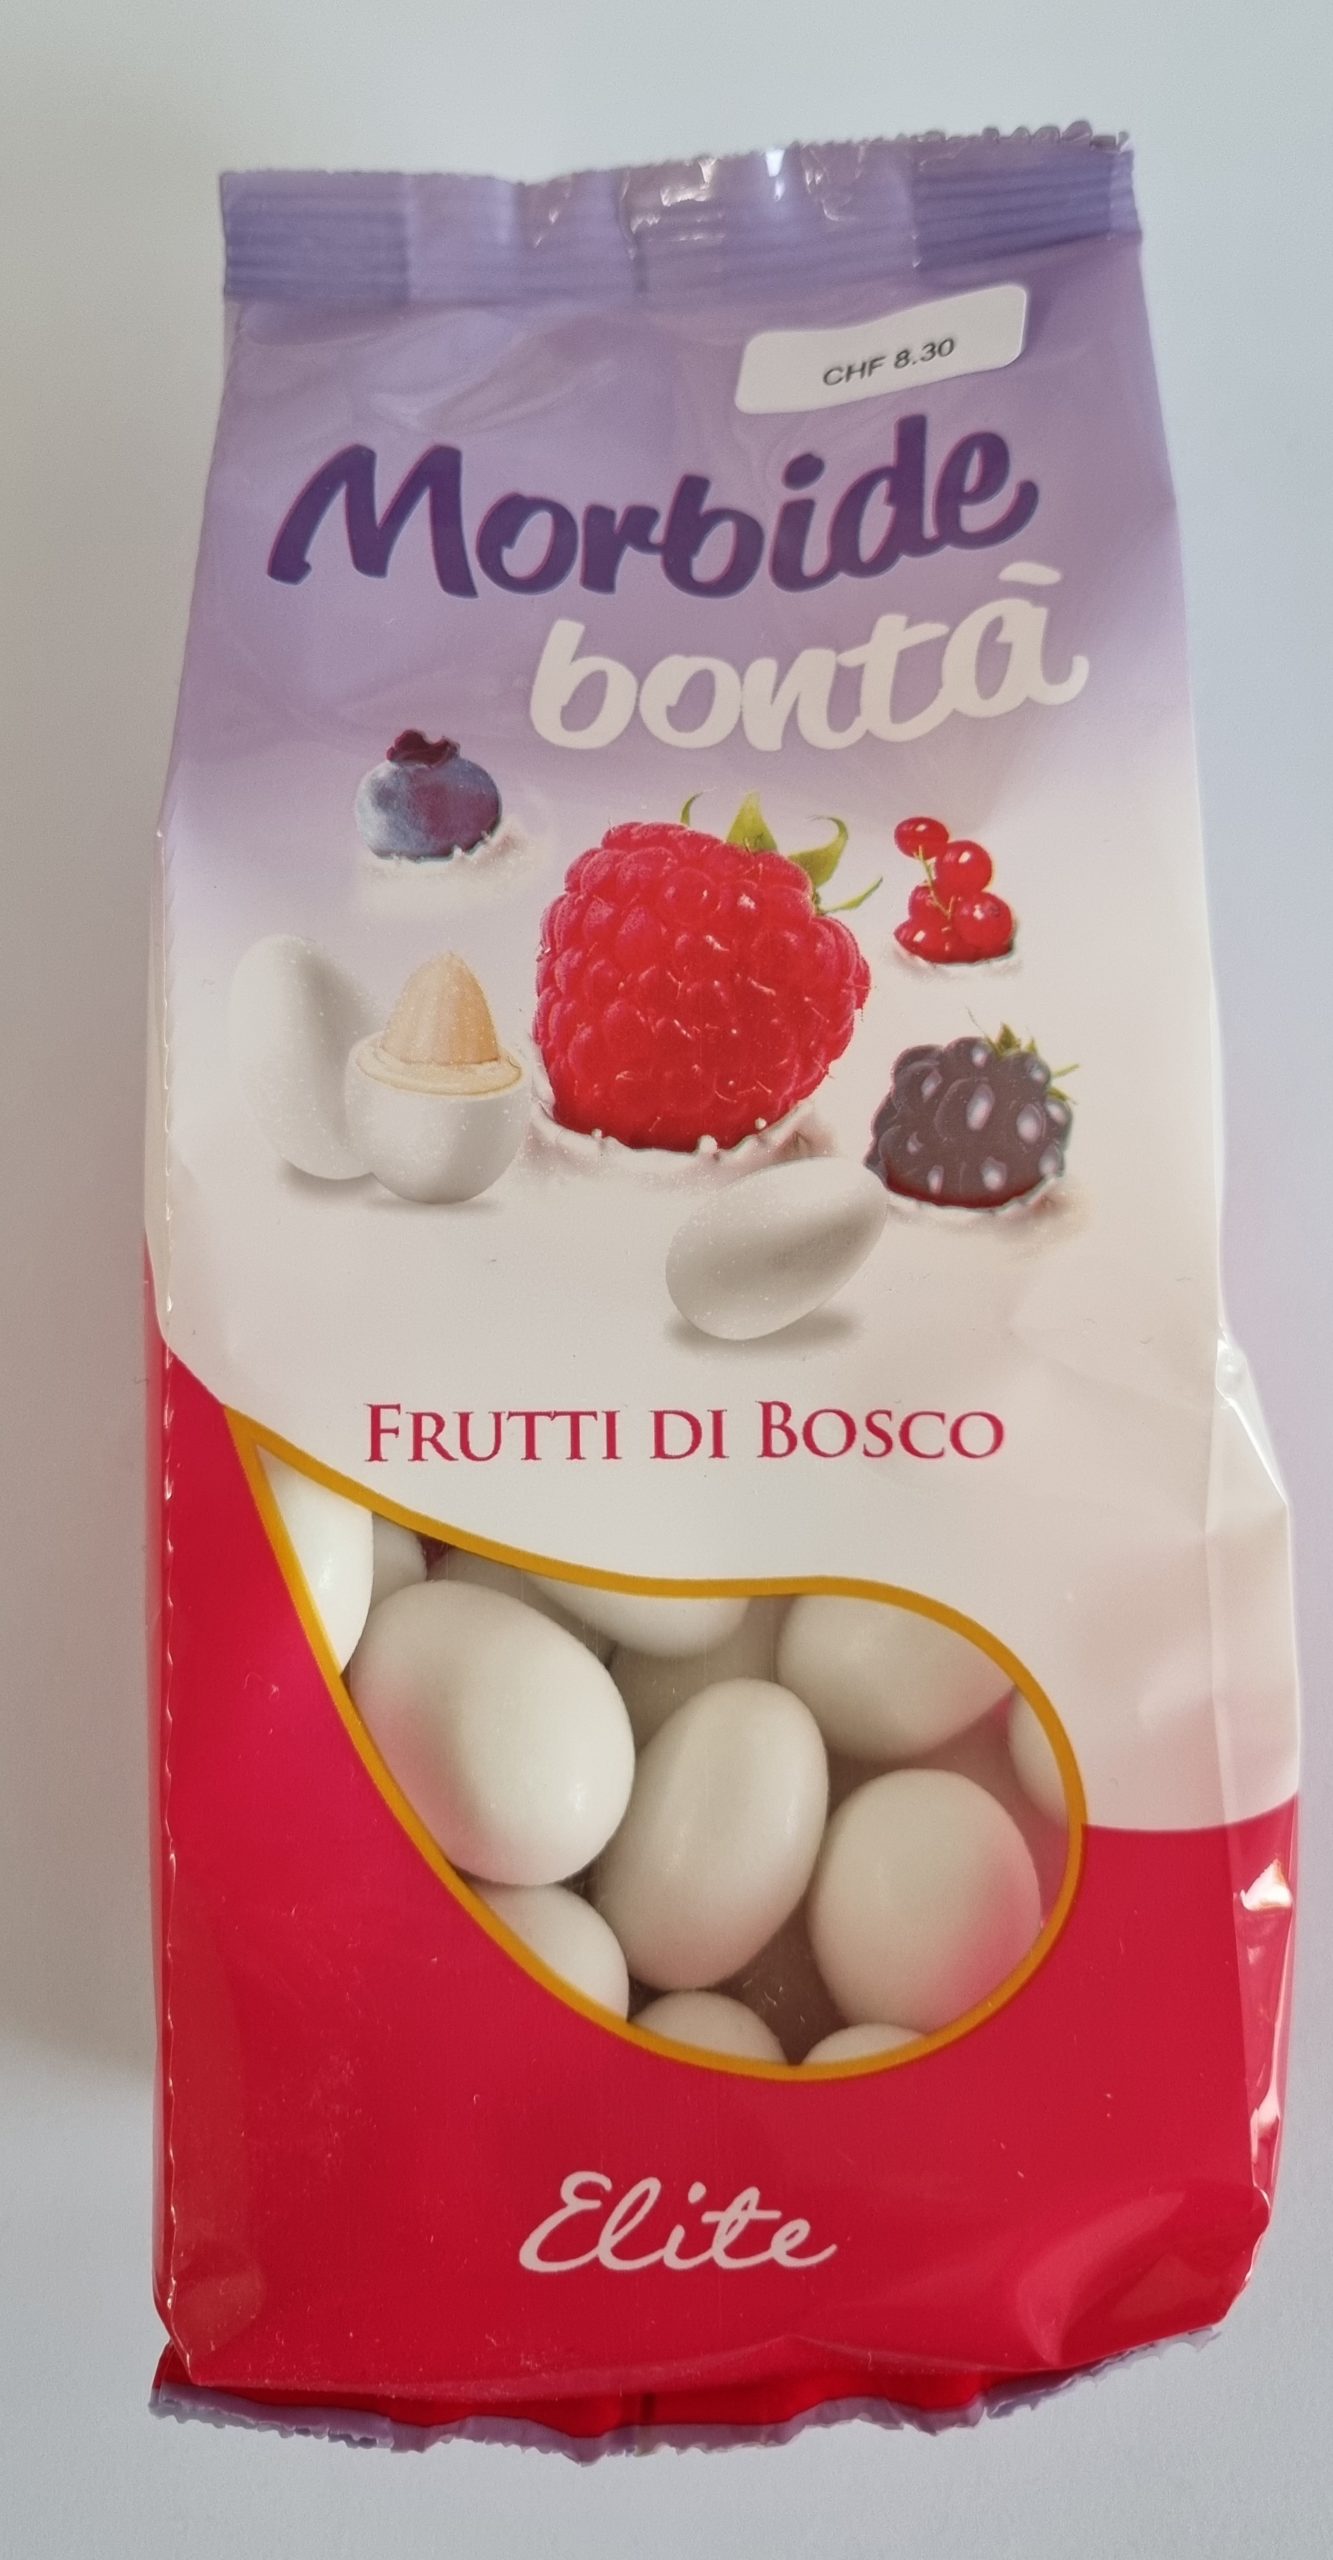 CHF 8.30
Morbide
bontà
Frutti di Bosco
Elite